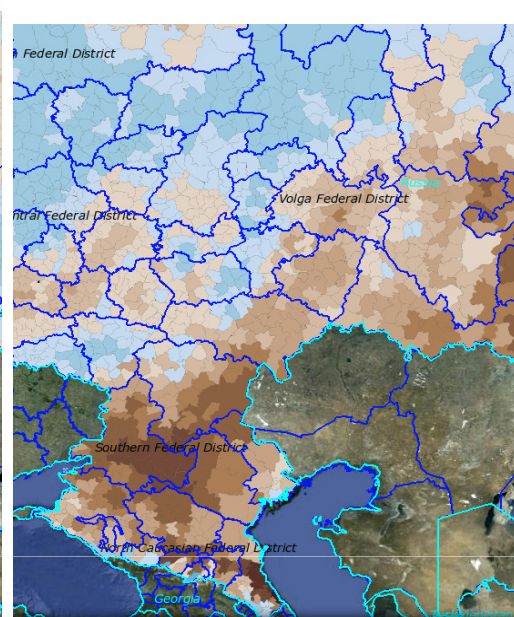 Federal District
Russia
Volga Federal District
ntral Federal District
Southern Federal District
North Caucasian Federal District
Georgia